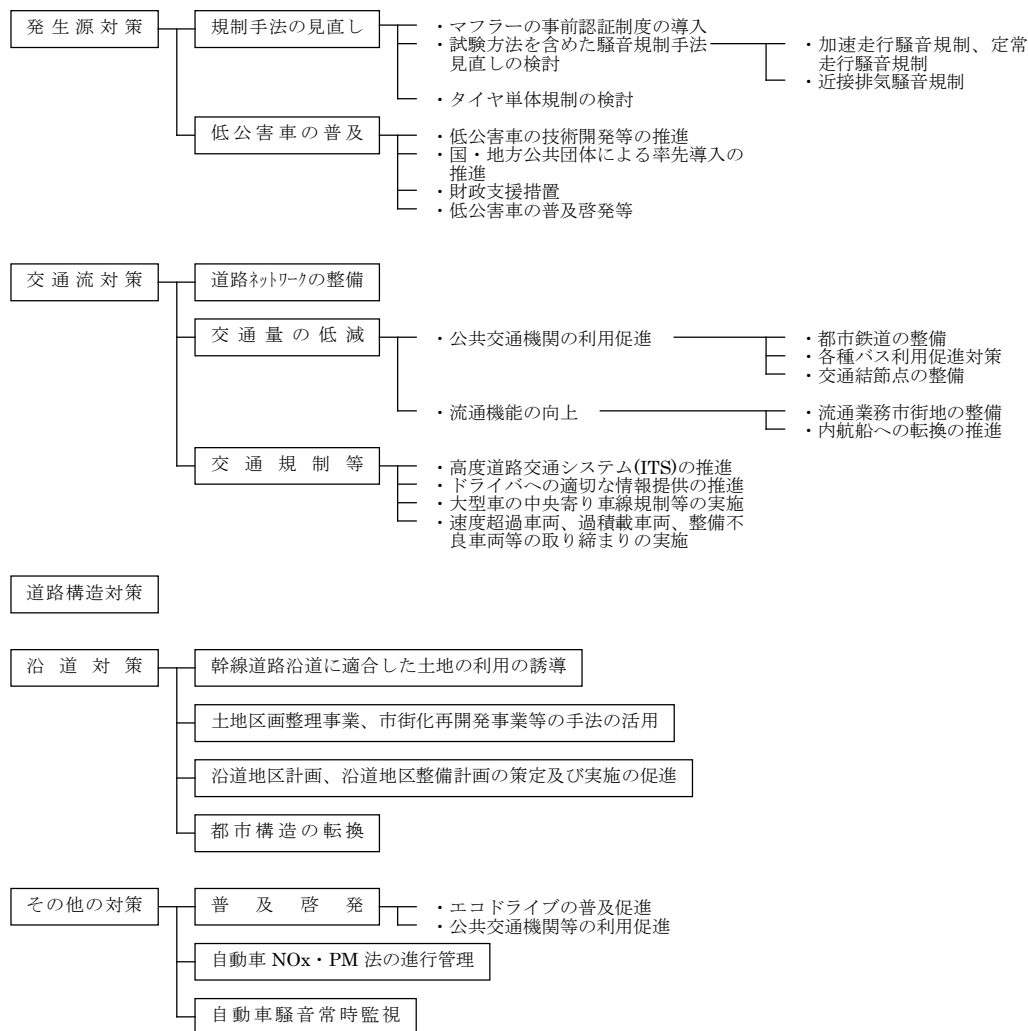 発生源対策
規制手法の見直し
・マフラーの事前認証制度の導入
・試験方法を含めた騒音規制手法
見直しの検討
・加速走行騒音規制、定常
走行騒音規制
・近接排気騒音規制
・タイヤ単体規制の検討
低公害車の普及
・低公害車の技術開発等の推進
・国・地方公共団体による率先導入の
推進
・財政支援措置
・低公害車の普及啓発等
交通流対策
道路ﾈｯﾄﾜｰｸの整備
交通量の低減
・公共交通機関の利用促進
・都市鉄道の整備
・各種バス利用促進対策
・交通結節点の整備
・流通機能の向上
・流通業務市街地の整備
・内航船への転換の推進
交通規制等
・高度道路交通システム(ITS)の推進
・ドライバへの適切な情報提供の推進
・大型車の中央寄り車線規制等の実施
・速度超過車両、過積載車両、整備不
良車両等の取り締まりの実施
道路構造対策
沿道対策
幹線道路沿道に適合した土地の利用の誘導
土地区画整理事業、市街化再開発事業等の手法の活用
沿道地区計画、沿道地区整備計画の策定及び実施の促進
都市構造の転換
その他の対策
普及啓発
・エコドライブの普及促進
・公共交通機関等の利用促進
自動車 NOx・PM 法の進行管理
自動車騒音常時監視